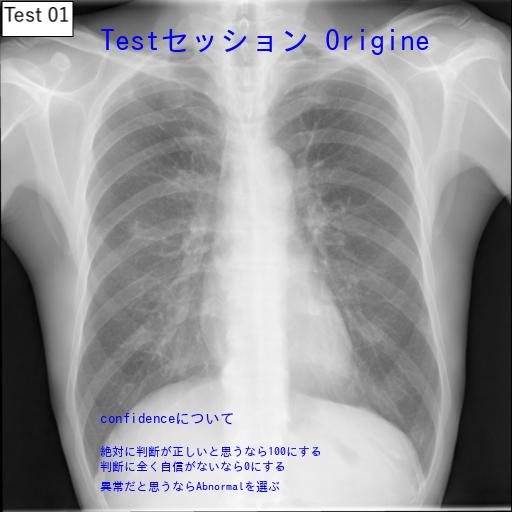 Test 01
Testセッション Origine
confidenceについて
絶対に判断が正しいと思うなら100にする
判断に全く自信がないなら0にする
異常だと思うならAbnormalを選ぶ